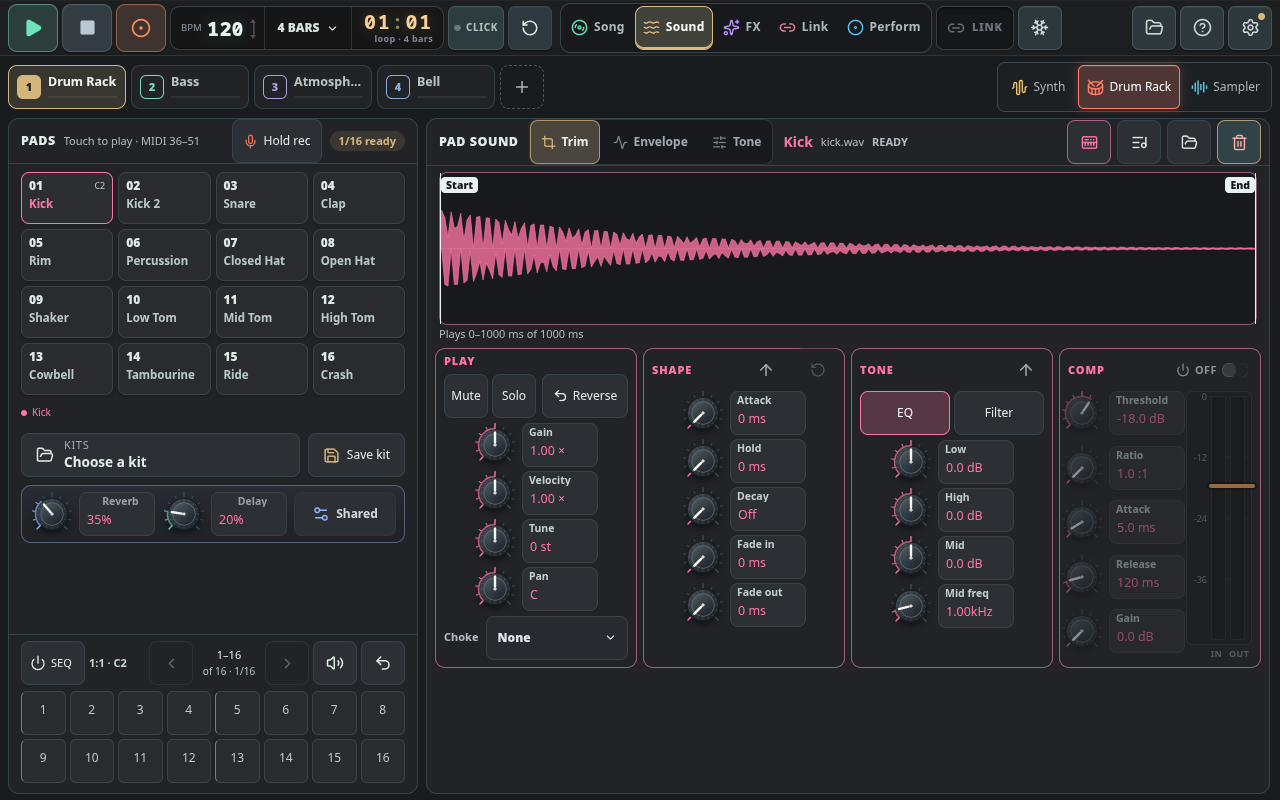 BPM 120 4 BARS 01:01 CLICK Song Sound FX Link Perform LINK
loop · 4 bars
1 Drum Rack 2 Bass 3 Atmosph... 4 Bell + Synth Drum Rack Sampler
PADS Touch to play · MIDI 36–51 Hold rec 1/16 ready
01 C2 02 03 04
Kick Kick 2 Snare Clap
05 06 07 08
Rim Percussion Closed Hat Open Hat
09 10 11 12
Shaker Low Tom Mid Tom High Tom
13 14 15 16
Cowbell Tambourine Ride Crash
Kick
KITS
Choose a kit Save kit
Reverb Delay
35% 20% Shared
SEQ 1:1 · C2 1–16
of 16 · 1/16
1 2 3 4 5 6 7 8
9 10 11 12 13 14 15 16
PAD SOUND Trim Envelope Tone Kick kick.wav READY
Start End
Plays 0–1000 ms of 1000 ms
PLAY
Mute Solo Reverse
Gain
1.00 ×
Velocity
1.00 ×
Tune
0 st
Pan
C
Choke None
SHAPE
Attack
0 ms
Hold
0 ms
Decay
Off
Fade in
0 ms
Fade out
0 ms
TONE
EQ Filter
Low
0.0 dB
High
0.0 dB
Mid
0.0 dB
Mid freq
1.00kHz
COMP OFF
Threshold
-18.0 dB
Ratio
1.0 :1
Attack
5.0 ms
Release
120 ms
Gain
0.0 dB
0
-12
-24
-36
IN OUT